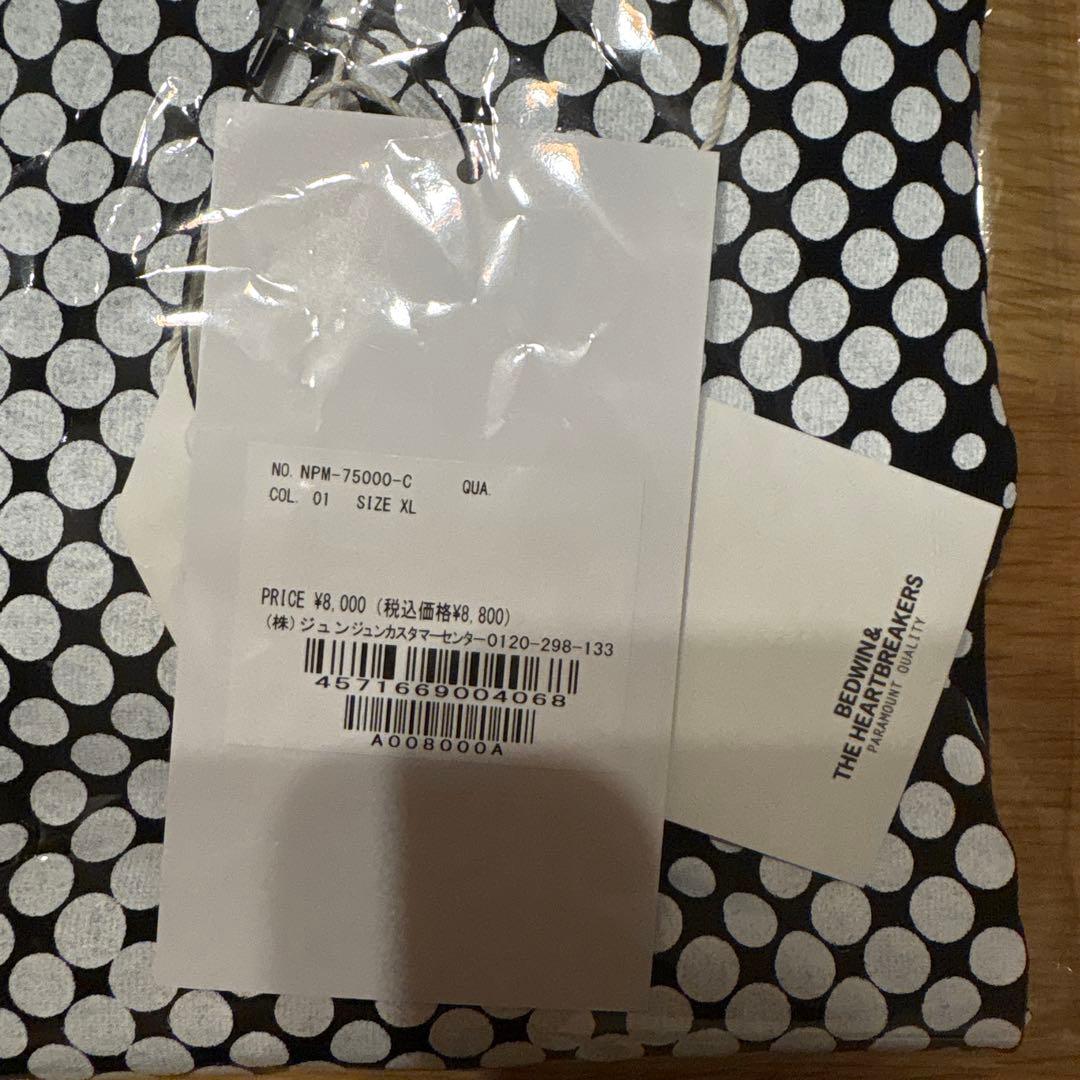 NO. NPM-75000-C QUA.
COL. 01 SIZE XL
PRICE ¥8,000 (税込価格¥8,800)
(株)ジュンジュンカスタマーセンター0120-298-133
4571669004068
A008000A
BEDWIN&
THE HEARTBREAKERS
PARAMOUNT QUALITY